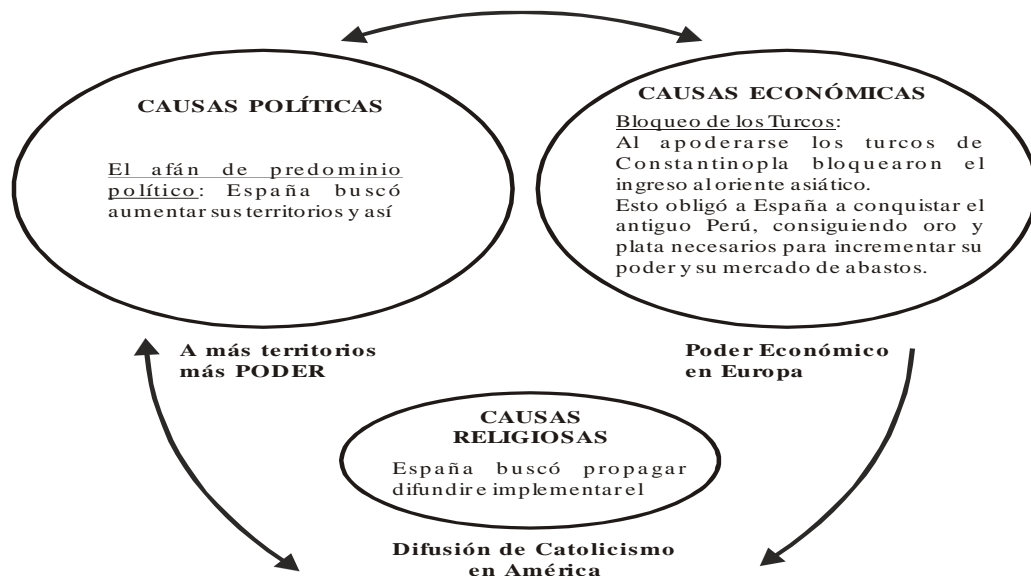 CAUSAS POLÍTICAS
El afán de predominio
político: España buscó
aumentar sus territorios y así
CAUSAS ECONÓMICAS
Bloqueo de los Turcos:
Al apoderarse los turcos de
Constantinopla bloquearon el
ingreso al oriente asiático.
Esto obligó a España a conquistar el
antiguo Perú, consiguiendo oro y
plata necesarios para incrementar su
poder y su mercado de abastos.
A más territorios
más PODER
Poder Económico
en Europa
CAUSAS
RELIGIOSAS
España buscó propagar
difundir e implementar el
Difusión de Catolicismo
en América